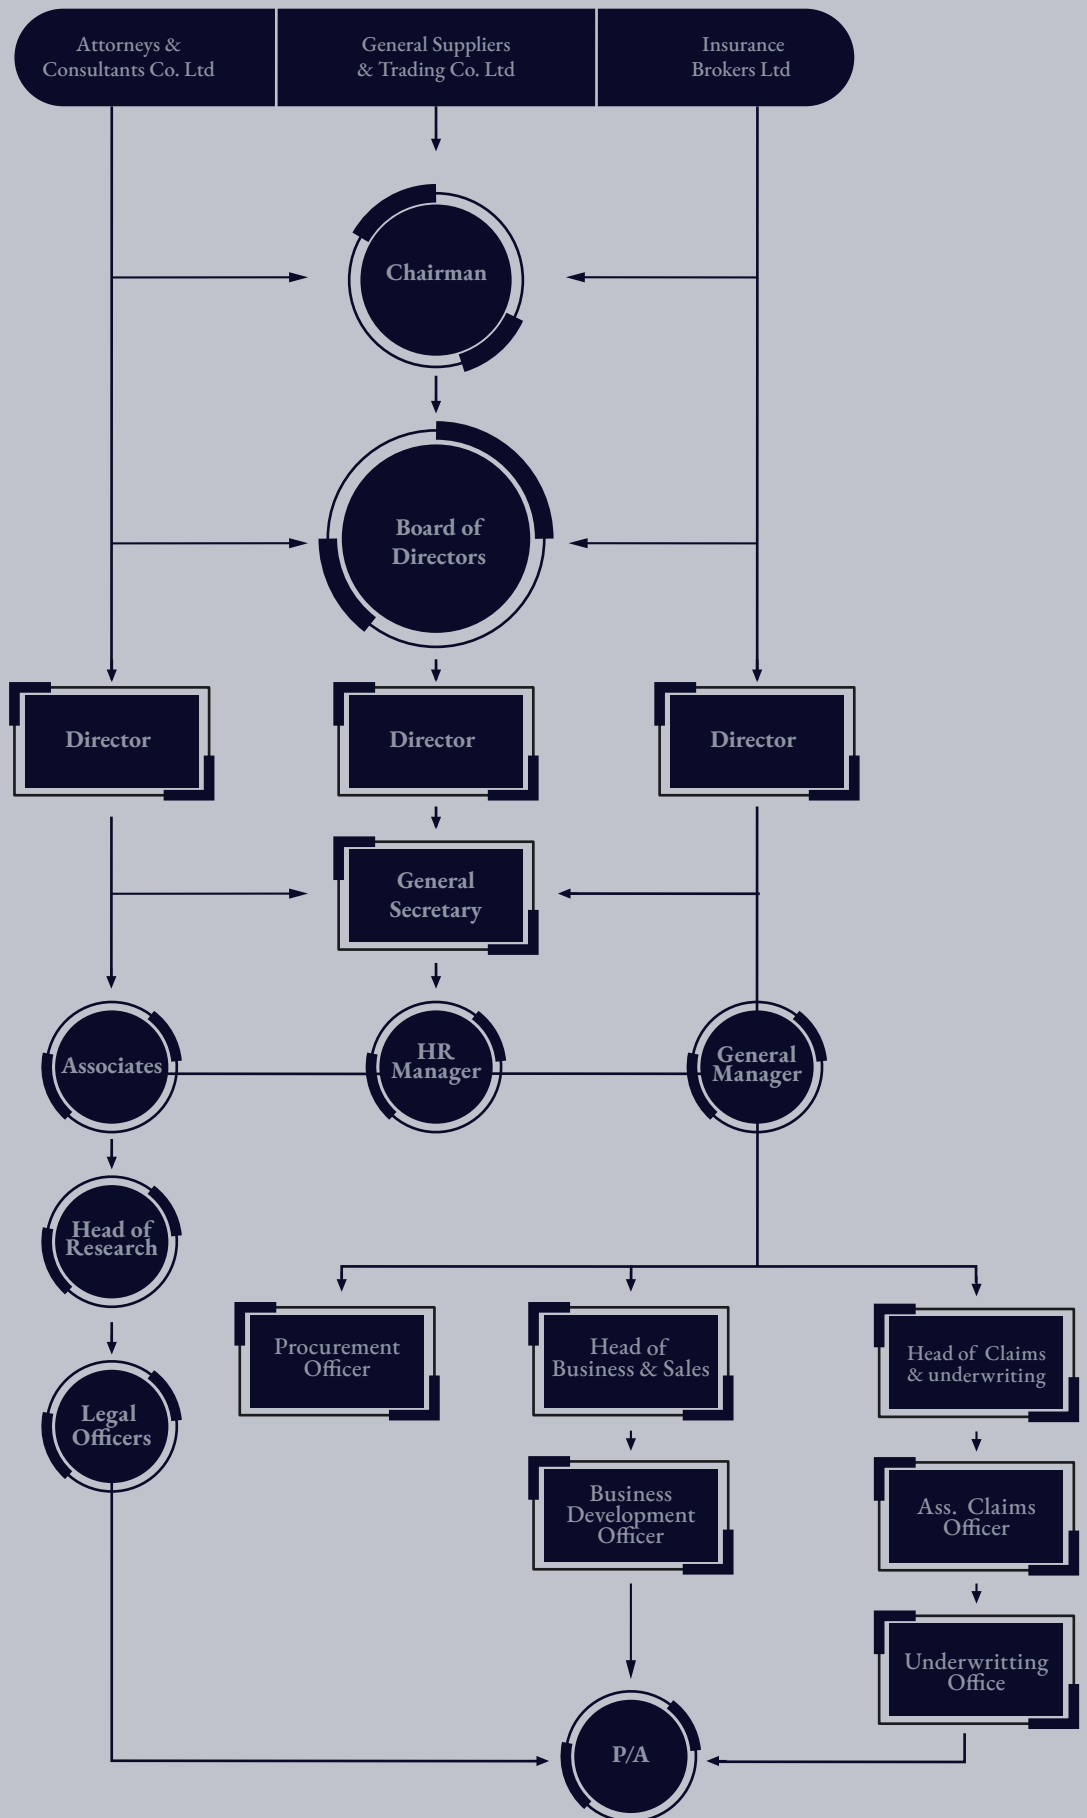 Attorneys &
Consultants Co. Ltd
General Suppliers
& Trading Co. Ltd
Insurance
Brokers Ltd
Chairman
Board of
Directors
Director
Director
Director
General
Secretary
Associates
HR
Manager
General
Manager
Head of
Research
Procurement
Officer
Head of
Business & Sales
Head of Claims
& underwriting
Legal
Officers
Business
Development
Officer
Ass. Claims
Officer
Underwritting
Office
P/A